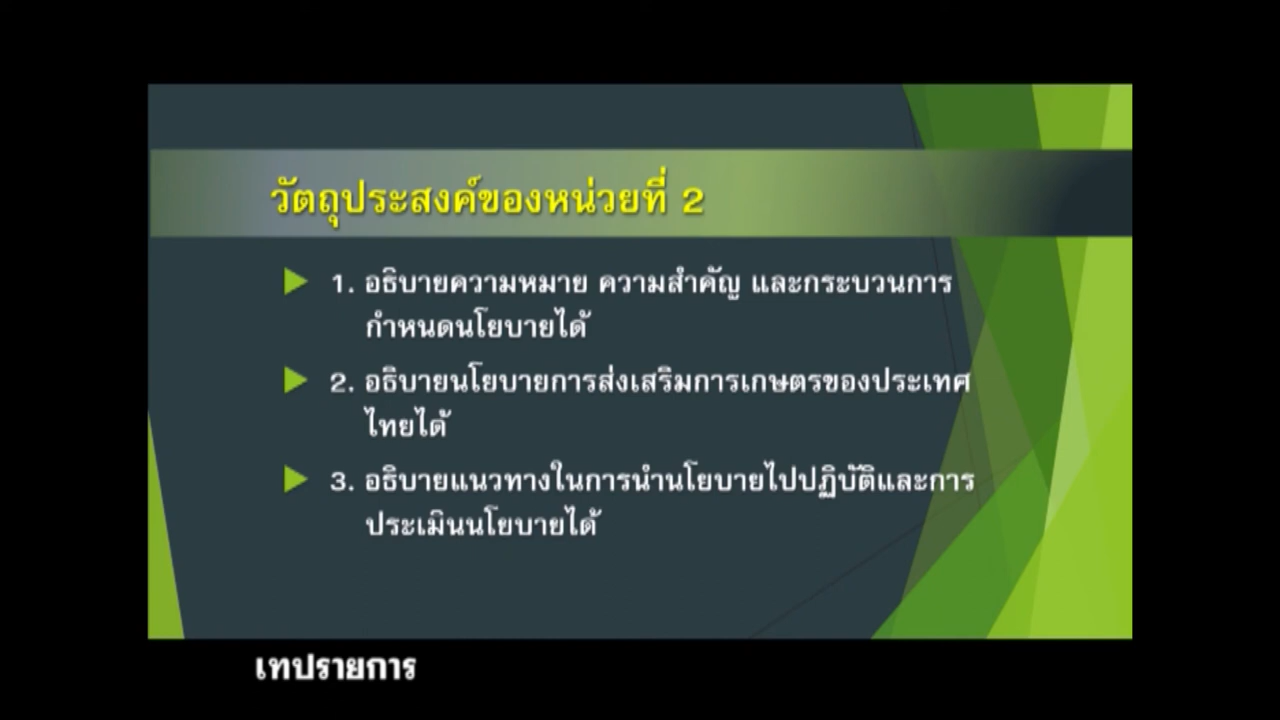 วัตถุประสงค์ของหน่วยที่ 2
1. อธิบายความหมาย ความสำคัญ และกระบวนการ
กำหนดนโยบายได้
2. อธิบายนโยบายการส่งเสริมการเกษตรของประเทศ
ไทยได้
3. อธิบายแนวทางในการนำนโยบายไปปฏิบัติและการ
ประเมินนโยบายได้
เทปรายการ